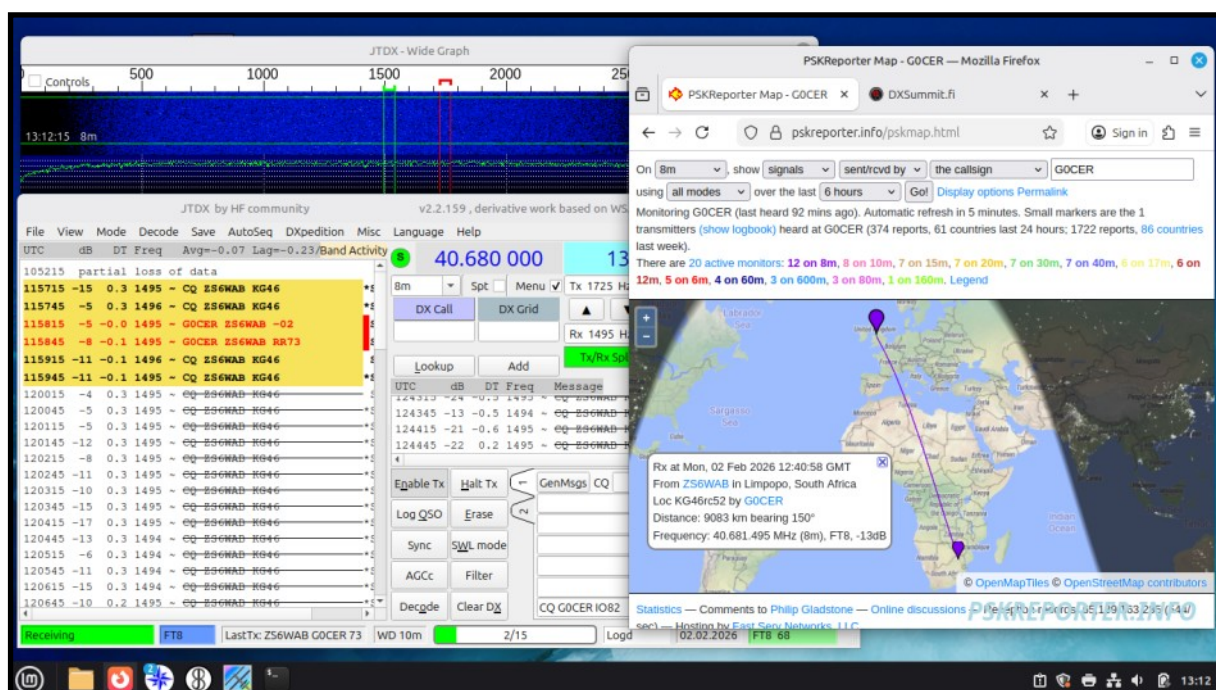 JTDX - Wide Graph
Controls
500 1000 1500 2000
13:12:15 8m
JTDX by HF community v2.2.159 , derivative work based on WS
File View Mode Decode Save AutoSeq DXpedition Misc Language Help
UTC dB DT Freq Avg=-0.07 Lag=-0.23/Band Activity
105215 partial loss of data
115715 -15 0.3 1495 ~ CQ ZS6WAB KG46
115745 -5 0.3 1496 ~ CQ ZS6WAB KG46
115815 -5 -0.0 1495 ~ G0CER ZS6WAB -02
115845 -8 -0.1 1495 ~ G0CER ZS6WAB RR73
115915 -11 -0.1 1496 ~ CQ ZS6WAB KG46
115945 -11 -0.1 1495 ~ CQ ZS6WAB KG46
120015 -4 0.3 1495 ~ CQ ZS6WAB KG46
120045 -5 0.3 1495 ~ CQ ZS6WAB KG46
120115 -5 0.3 1495 ~ CQ ZS6WAB KG46
120145 -12 0.3 1495 ~ CQ ZS6WAB KG46
120215 -8 0.3 1495 ~ CQ ZS6WAB KG46
120245 -11 0.3 1495 ~ CQ ZS6WAB KG46
120315 -10 0.3 1495 ~ CQ ZS6WAB KG46
120345 -15 0.3 1495 ~ CQ ZS6WAB KG46
120415 -17 0.3 1495 ~ CQ ZS6WAB KG46
120445 -13 0.3 1494 ~ CQ ZS6WAB KG46
120515 -6 0.3 1494 ~ CQ ZS6WAB KG46
120545 -11 0.3 1494 ~ CQ ZS6WAB KG46
120615 -15 0.3 1494 ~ CQ ZS6WAB KG46
120645 -10 0.2 1495 ~ CQ ZS6WAB KG46
S 40.680 000 13
8m Spt Menu Tx 1725 Hz
DX Call DX Grid
Rx 1495 H
Lookup Add Tx/Rx Spl
UTC dB DT Freq Message
124315 -24 -0.5 1495 ~ CQ ZS6WAB
124345 -13 -0.5 1494 ~ CQ ZS6WAB
124415 -21 -0.6 1495 ~ CQ ZS6WAB
124445 -22 0.2 1495 ~ CQ ZS6WAB
Enable Tx Halt Tx 1 GenMsgs CQ
Log QSO Erase 2
Sync SWL mode
AGCc Filter
Decode Clear DX CQ G0CER IO82
Receiving FT8 LastTx: ZS6WAB G0CER 73 WD 10m 2/15 Logd 02.02.2026 FT8 68
PSKReporter Map - G0CER — Mozilla Firefox
PSKReporter Map - G0CER DXSummit.fi
pskreporter.info/pskmap.html Sign in
On 8m , show signals sent/rcvd by the callsign G0CER
using all modes over the last 6 hours Go! Display options Permalink
Monitoring G0CER (last heard 92 mins ago). Automatic refresh in 5 minutes. Small markers are the 1
transmitters (show logbook) heard at G0CER (374 reports, 61 countries last 24 hours; 1722 reports, 86 countries
last week).
There are 20 active monitors: 12 on 8m, 8 on 10m, 7 on 15m, 7 on 20m, 7 on 30m, 7 on 40m, 6 on 17m, 6 on
12m, 5 on 6m, 4 on 60m, 3 on 600m, 3 on 80m, 1 on 160m. Legend
Labrador
Sea
Sargasso
Sea
Indian
Ocean
Rx at Mon, 02 Feb 2026 12:40:58 GMT
From ZS6WAB in Limpopo, South Africa
Loc KG46rc52 by G0CER
Distance: 9083 km bearing 150°
Frequency: 40.681.495 MHz (8m), FT8, -13dB
© OpenMapTiles © OpenStreetMap contributors
Statistics — Comments to Philip Gladstone — Online discussions
sec) — Hosting by Fast Serv Networks, LLC
PSKREPORTER.INFO
13:12